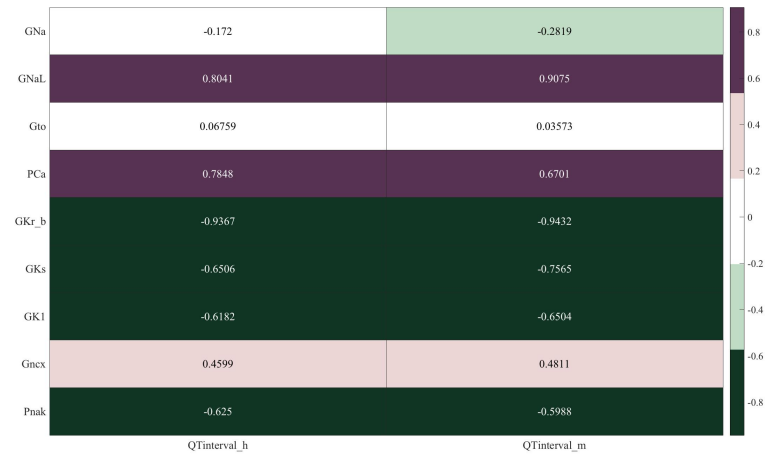 GNa -0.172 -0.2819
GNaL 0.8041 0.9075
Gto 0.06759 0.03573
PCa 0.7848 0.6701
GKr_b -0.9367 -0.9432
GKs -0.6506 -0.7565
GK1 -0.6182 -0.6504
Gncx 0.4599 0.4811
Pnak -0.625 -0.5988
QTinterval_h QTinterval_m
0.8
0.6
0.4
0.2
0
-0.2
-0.4
-0.6
-0.8